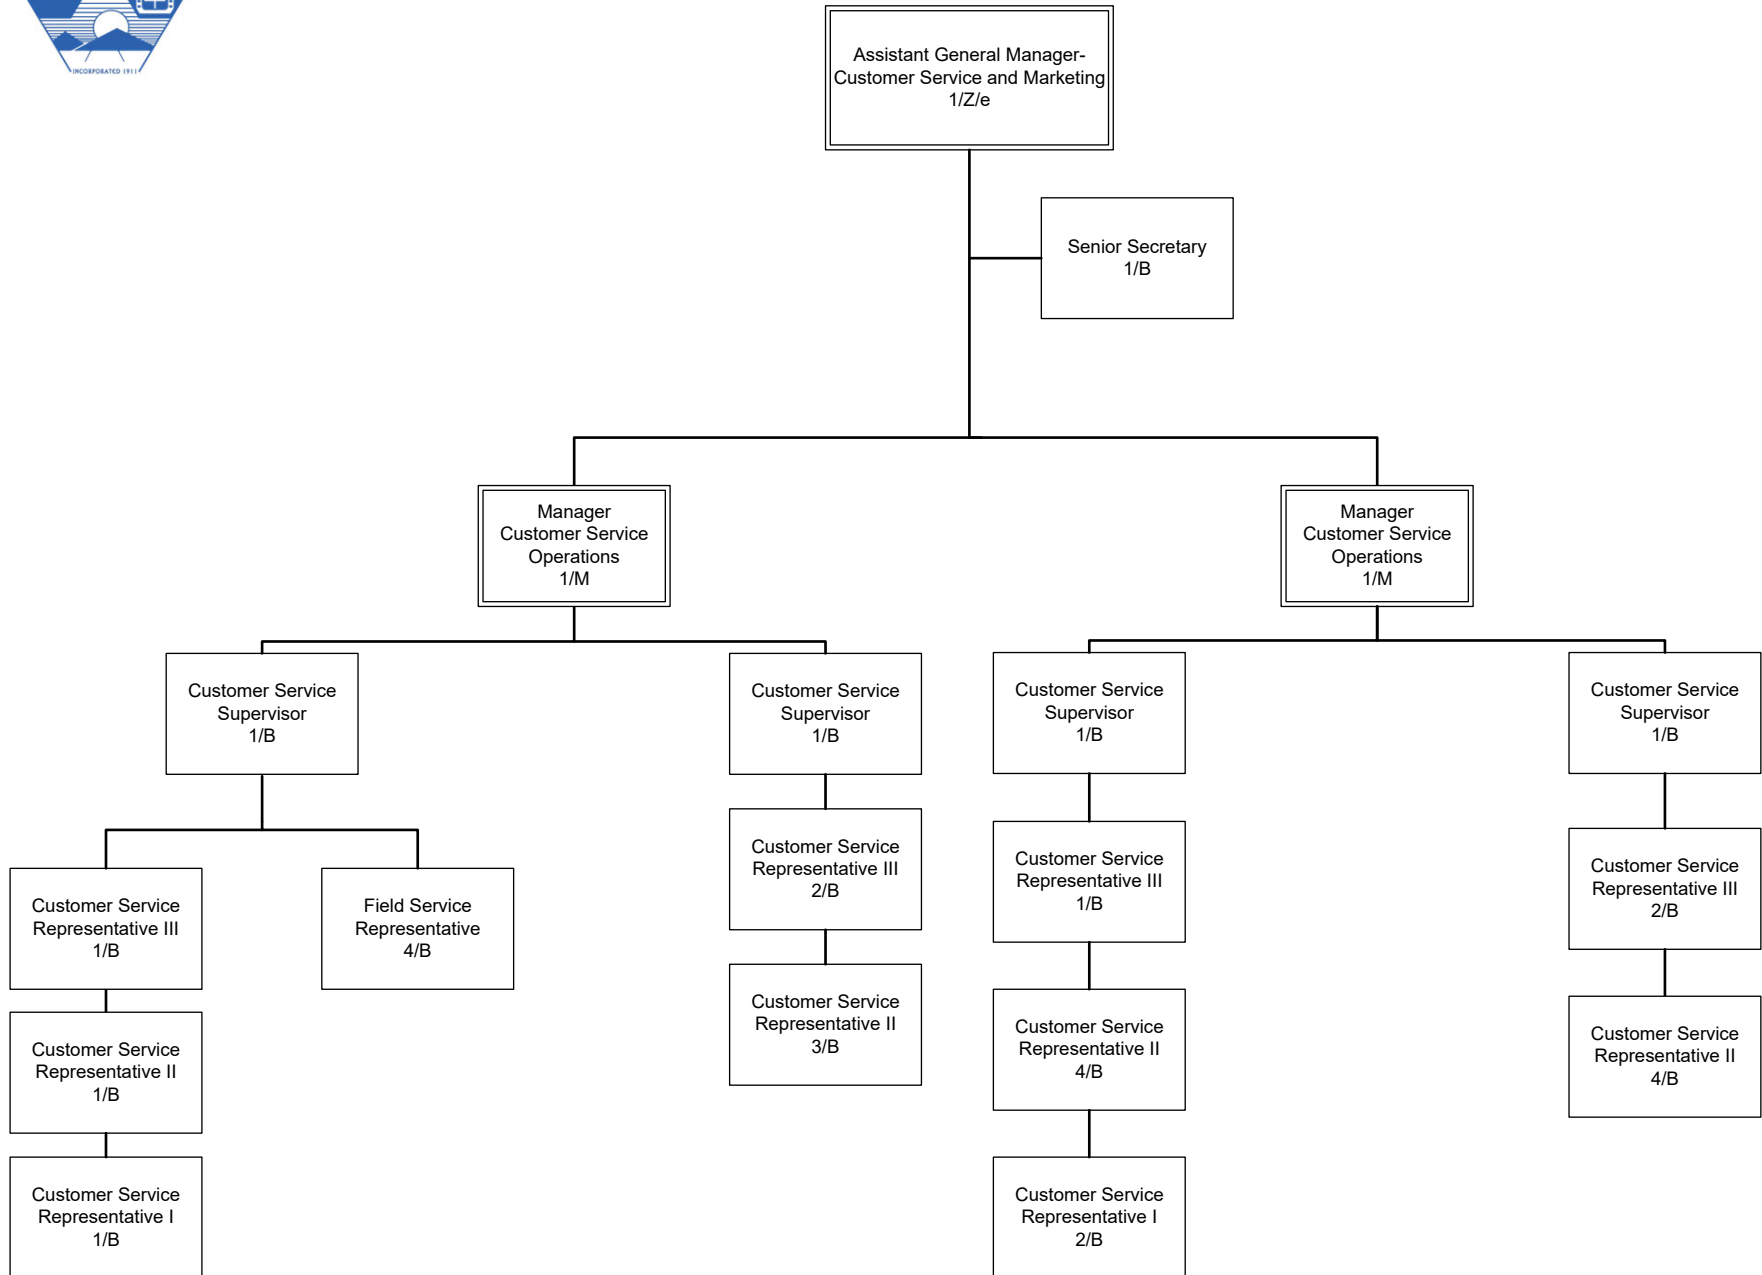 INCORPORATED 1911
Assistant General Manager-
Customer Service and Marketing
1/Z/e
Senior Secretary
1/B
Manager
Customer Service
Operations
1/M
Manager
Customer Service
Operations
1/M
Customer Service
Supervisor
1/B
Customer Service
Supervisor
1/B
Customer Service
Supervisor
1/B
Customer Service
Supervisor
1/B
Customer Service
Representative III
1/B
Field Service
Representative
4/B
Customer Service
Representative III
2/B
Customer Service
Representative III
1/B
Customer Service
Representative III
2/B
Customer Service
Representative II
1/B
Customer Service
Representative II
3/B
Customer Service
Representative II
4/B
Customer Service
Representative II
4/B
Customer Service
Representative I
1/B
Customer Service
Representative I
2/B